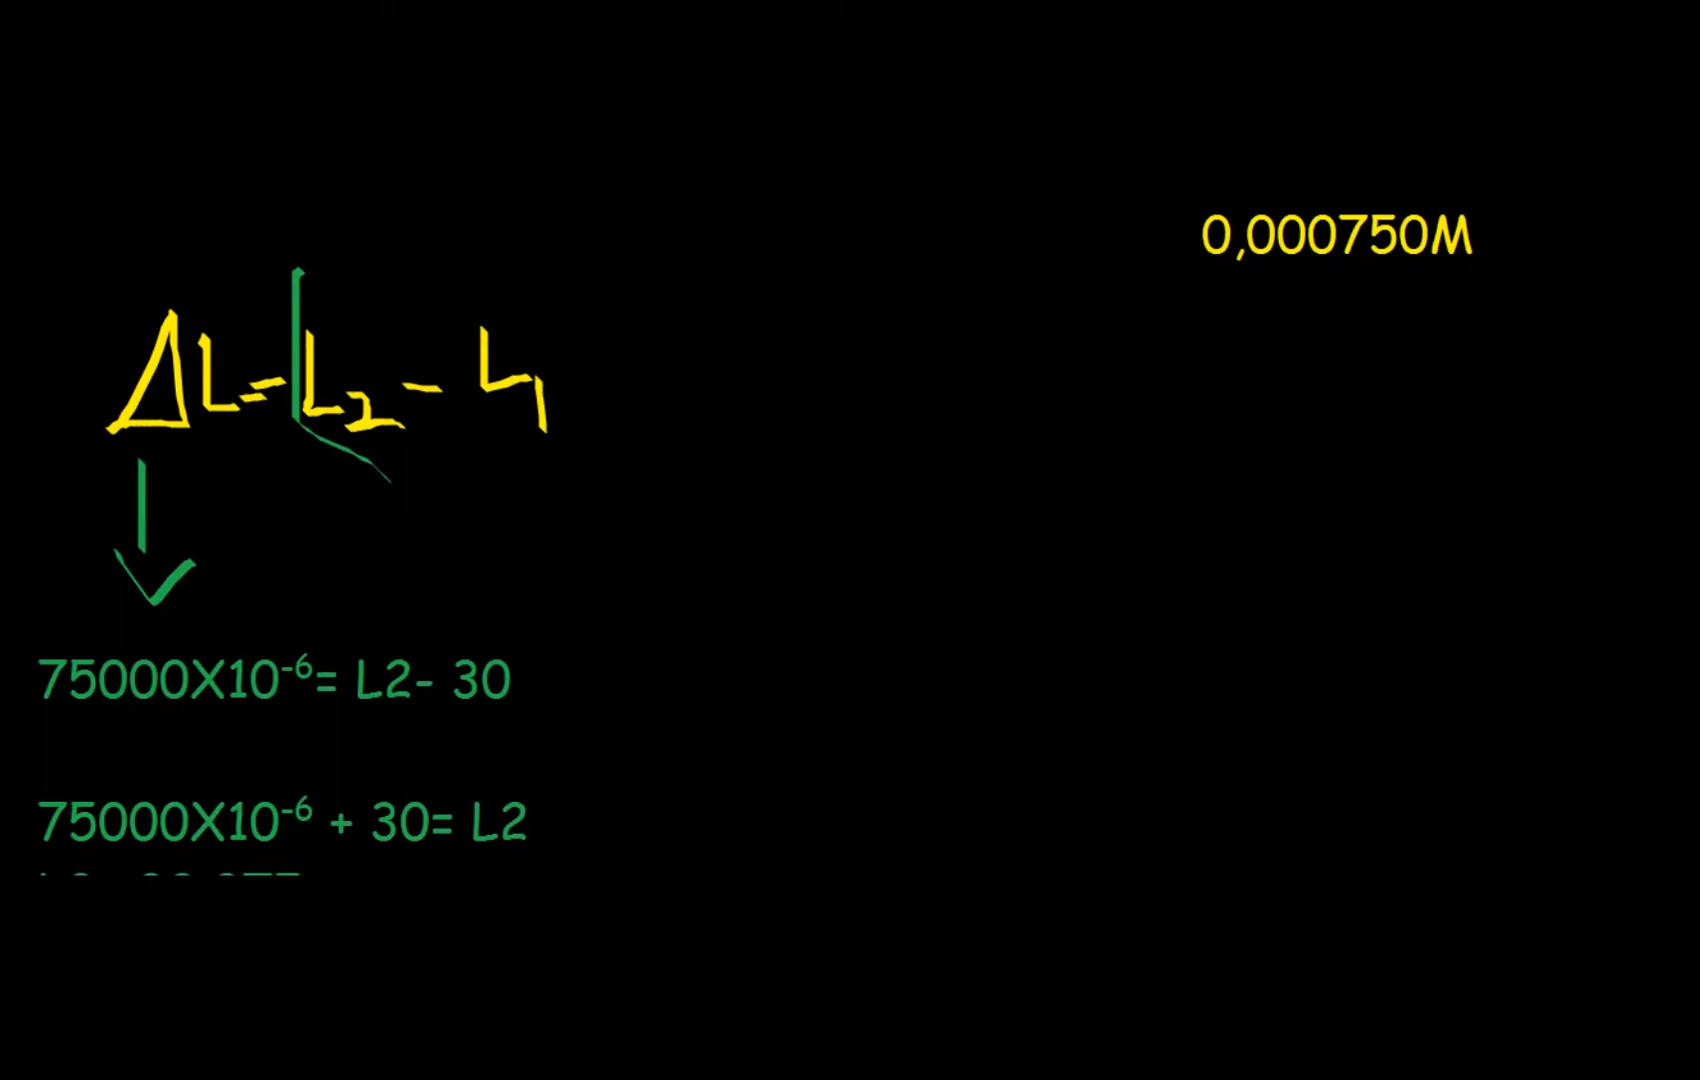 0,000750M
ΔL=L₂-L₁
75000X10⁻⁶= L2- 30
75000X10⁻⁶ + 30= L2